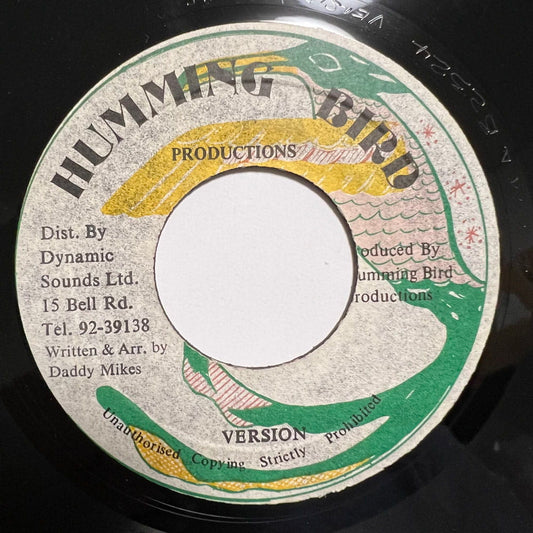 HUMMING BIRD
PRODUCTIONS
Dist. By
Dynamic
Sounds Ltd.
15 Bell Rd.
Tel. 92-39138
Written & Arr. by
Daddy Mikes
roduced By
umming Bird
roductions
VERSION
Unauthorised Copying Strictly Prohibited